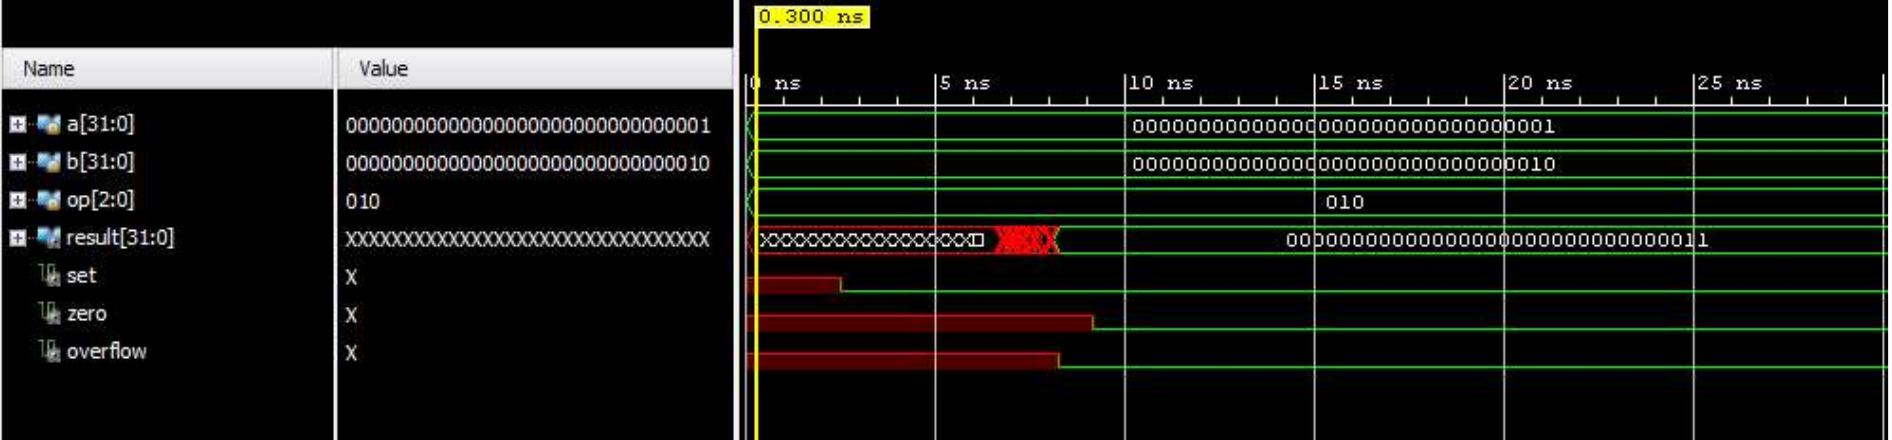 0.300 ns
Name Value 0 ns 5 ns 10 ns 15 ns 20 ns 25 ns
a[31:0] 00000000000000000000000000000001 00000000000000000000000000000001
b[31:0] 00000000000000000000000000000010 00000000000000000000000000000010
op[2:0] 010 010
result[31:0] XXXXXXXXXXXXXXXXXXXXXXXXXXXXXXXX XXXXXXXXXXXXXXXX 00000000000000000000000000000011
set X
zero X
overflow X